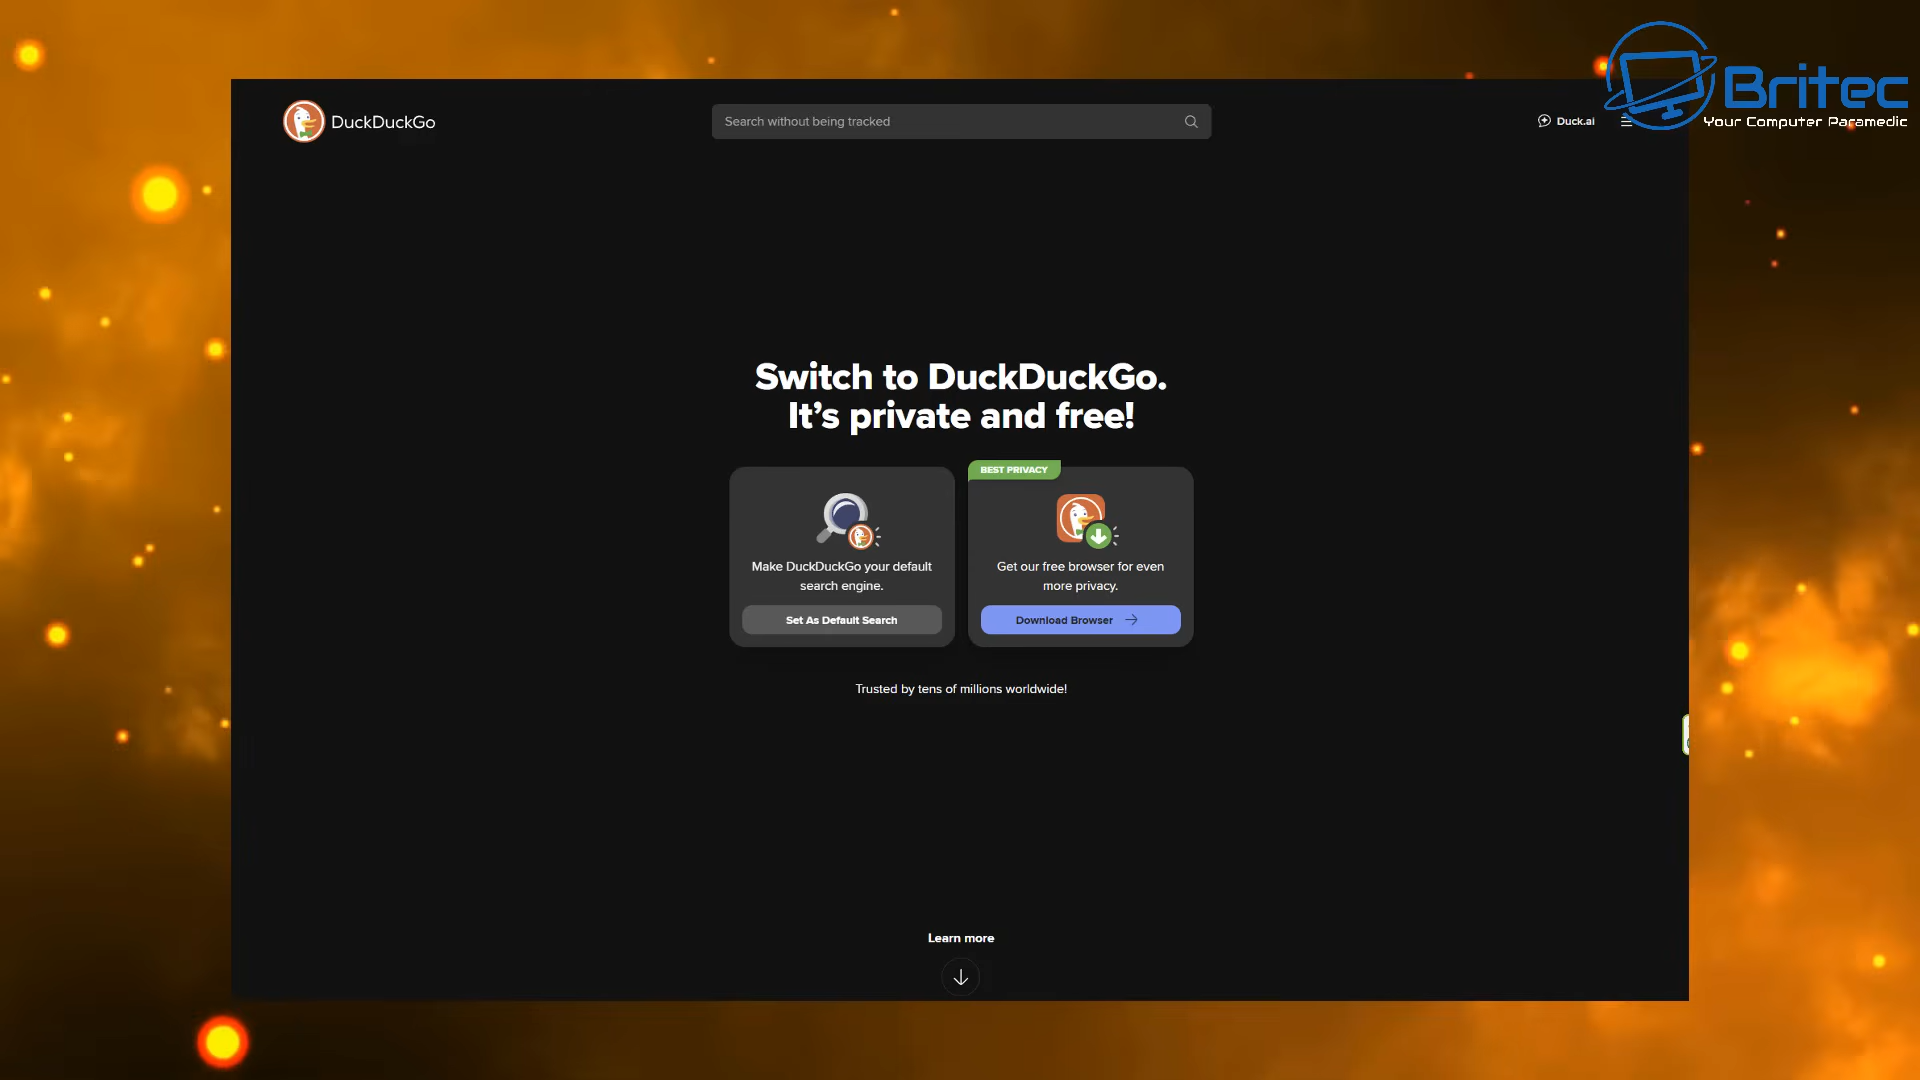 DuckDuckGo
Search without being tracked
Duck.ai
Britec
Your Computer Paramedic
Switch to DuckDuckGo.
It's private and free!
BEST PRIVACY
Make DuckDuckGo your default
search engine.
Set As Default Search
Get our free browser for even
more privacy.
Download Browser
Trusted by tens of millions worldwide!
Learn more